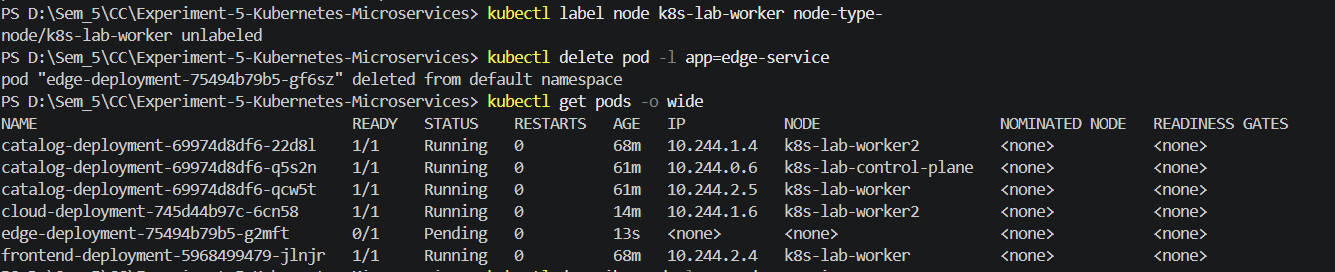 PS D:\Sem_5\CC\Experiment-5-Kubernetes-Microservices> kubectl label node k8s-lab-worker node-type-
node/k8s-lab-worker unlabeled
PS D:\Sem_5\CC\Experiment-5-Kubernetes-Microservices> kubectl delete pod -l app=edge-service
pod "edge-deployment-75494b79b5-gf6sz" deleted from default namespace
PS D:\Sem_5\CC\Experiment-5-Kubernetes-Microservices> kubectl get pods -o wide
NAME READY STATUS RESTARTS AGE IP NODE NOMINATED NODE READINESS GATES
catalog-deployment-69974d8df6-22d8l 1/1 Running 0 68m 10.244.1.4 k8s-lab-worker2 <none> <none>
catalog-deployment-69974d8df6-q5s2n 1/1 Running 0 61m 10.244.0.6 k8s-lab-control-plane <none> <none>
catalog-deployment-69974d8df6-qcw5t 1/1 Running 0 61m 10.244.2.5 k8s-lab-worker <none> <none>
cloud-deployment-745d44b97c-6cn58 1/1 Running 0 14m 10.244.1.6 k8s-lab-worker2 <none> <none>
edge-deployment-75494b79b5-g2mft 0/1 Pending 0 13s <none> <none> <none> <none>
frontend-deployment-5968499479-jlnjr 1/1 Running 0 68m 10.244.2.4 k8s-lab-worker <none> <none>